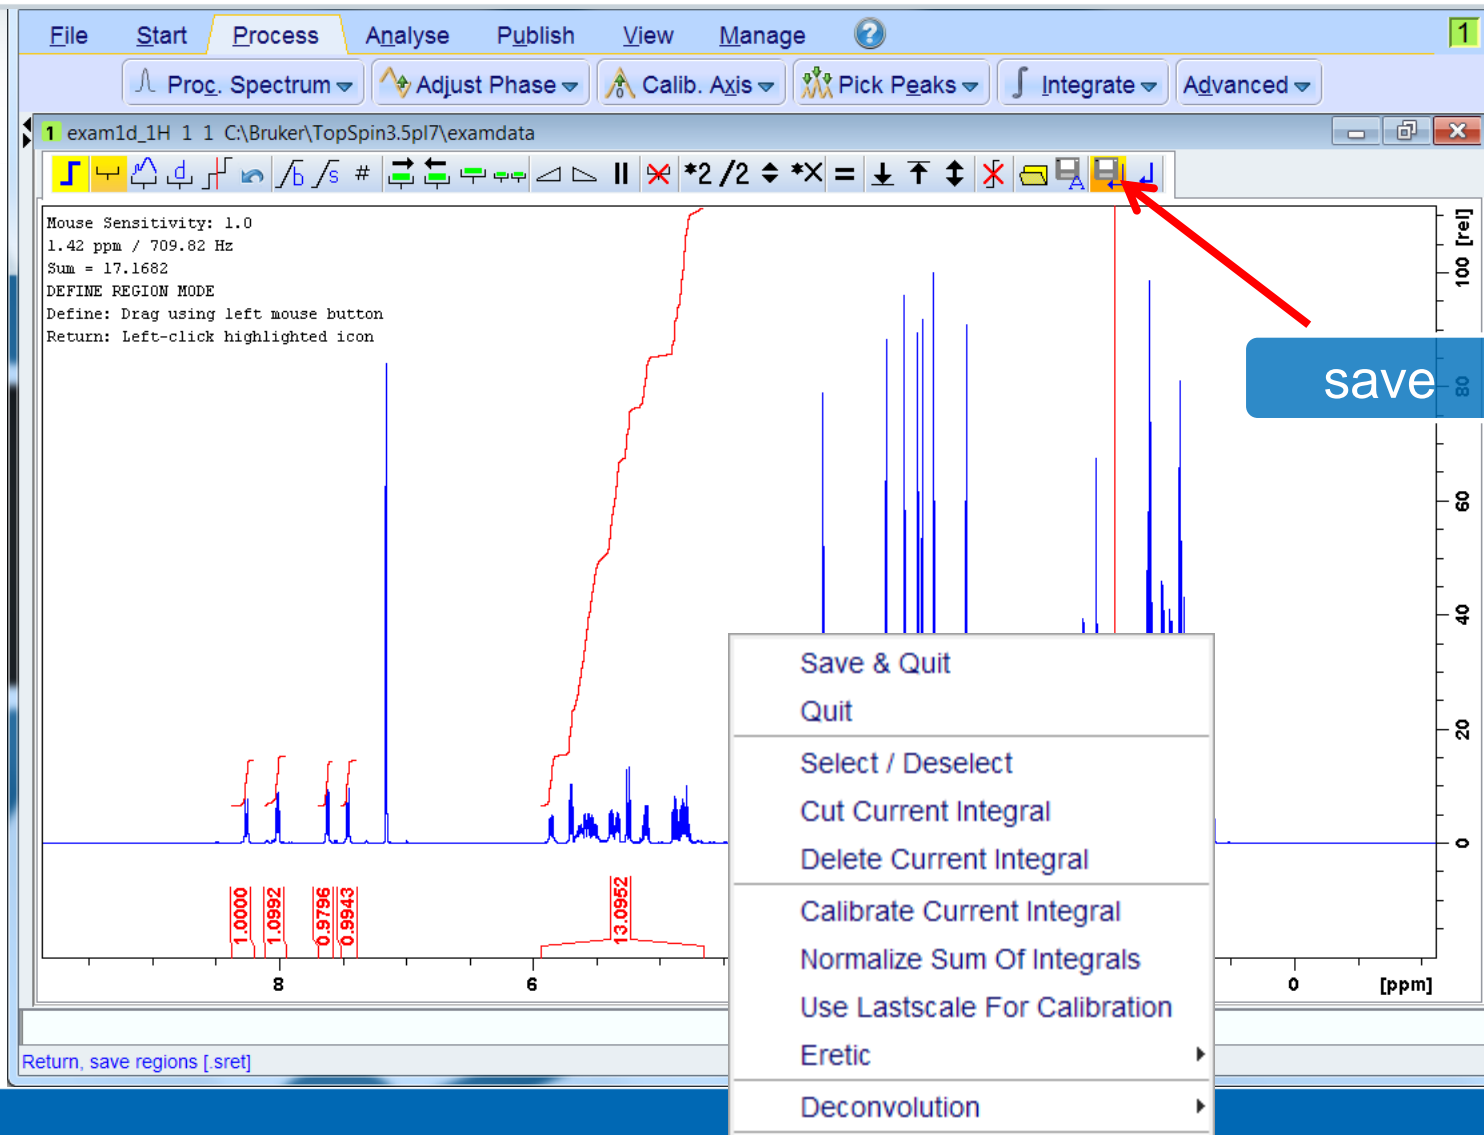 File Start Process Analyse Publish View Manage ? 1
Proc. Spectrum Adjust Phase Calib. Axis Pick Peaks Integrate Advanced
1 exam1d_1H 1 1 C:\Bruker\TopSpin3.5pl7\examdata
d b s # *2 /2 *X = A
Mouse Sensitivity: 1.0
1.42 ppm / 709.82 Hz
Sum = 17.1682
DEFINE REGION MODE
Define: Drag using left mouse button
Return: Left-click highlighted icon
[rel]
100
80
60
40
20
0
save
Save & Quit
Quit
Select / Deselect
Cut Current Integral
Delete Current Integral
Calibrate Current Integral
Normalize Sum Of Integrals
Use Lastscale For Calibration
Eretic
Deconvolution
1.0000 1.0992 0.9796 0.9943 13.0952
8 6 0 [ppm]
Return, save regions [.sret]